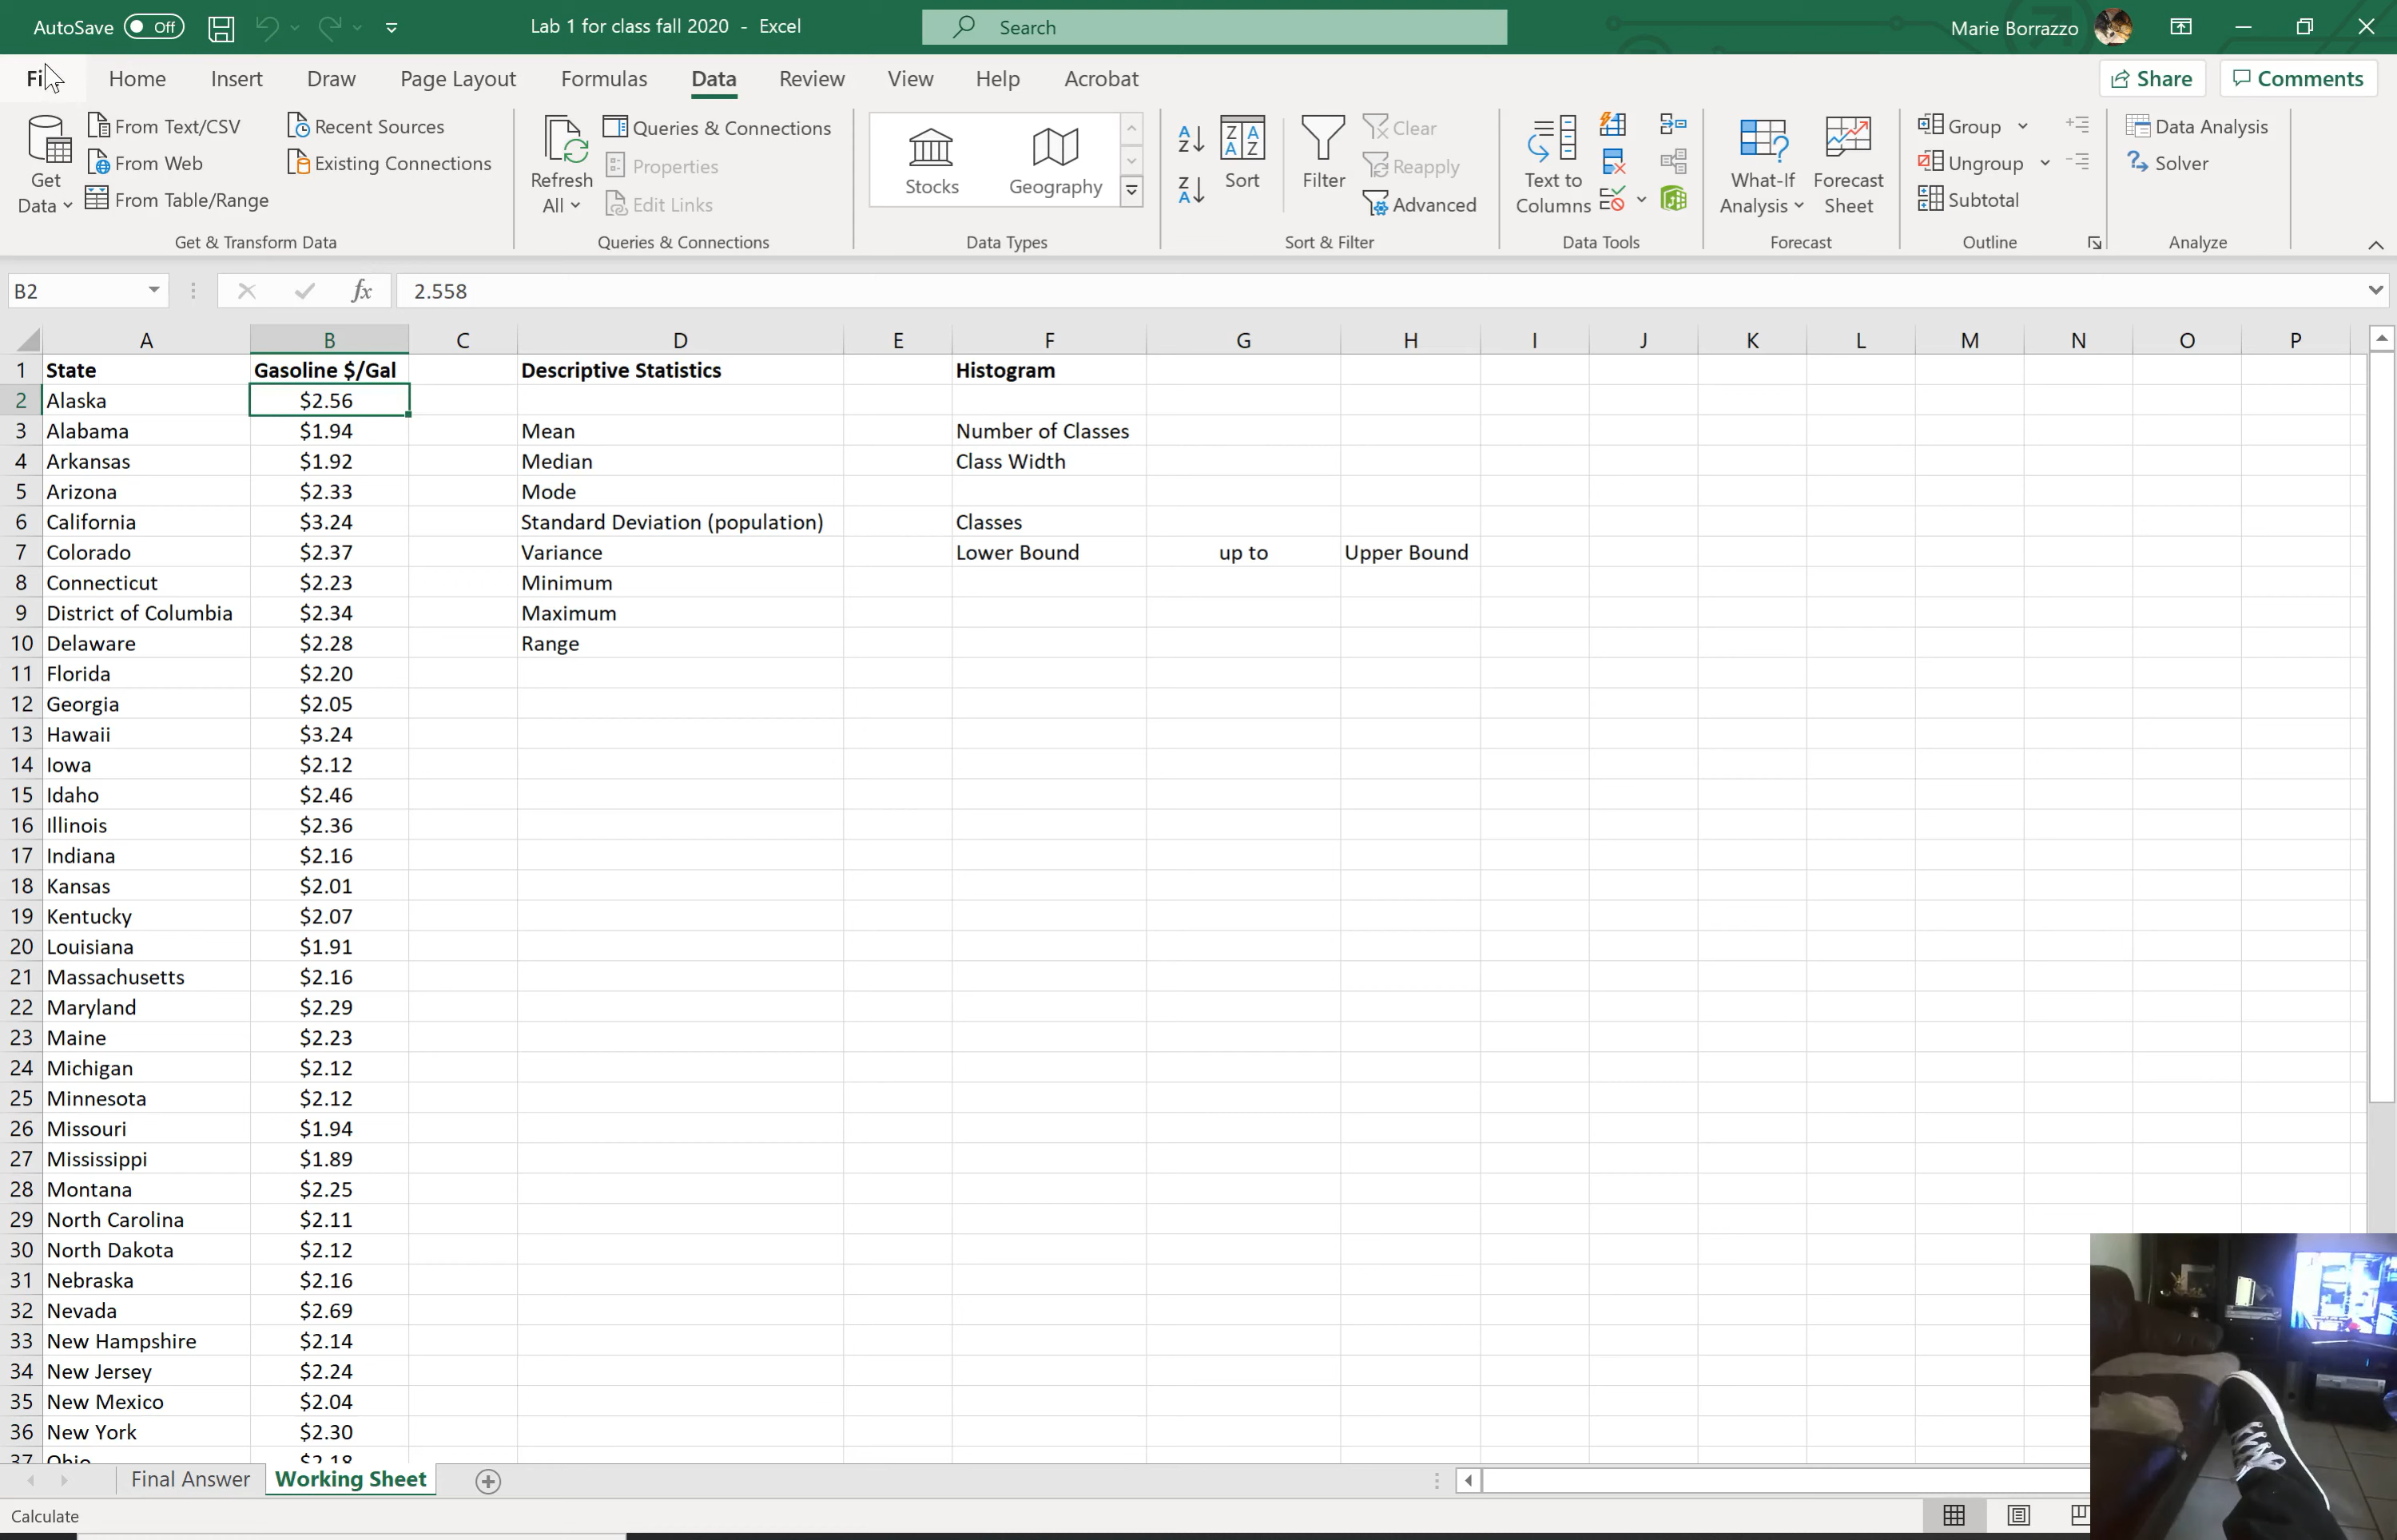 AutoSave Off Lab 1 for class fall 2020 - Excel Search Marie Borrazzo
Fi Home Insert Draw Page Layout Formulas Data Review View Help Acrobat Share Comments
Get Data
From Text/CSV
From Web
From Table/Range
Recent Sources
Existing Connections
Get & Transform Data
Refresh All
Queries & Connections
Properties
Edit Links
Queries & Connections
Stocks
Geography
Data Types
Sort
Filter
Clear
Reapply
Advanced
Sort & Filter
Text to Columns
Data Tools
What-If Analysis
Forecast Sheet
Forecast
Group
Ungroup
Subtotal
Outline
Data Analysis
Solver
Analyze
B2 fx 2.558
A B C D E F G H I J K L M N O P
1 State Gasoline $/Gal Descriptive Statistics Histogram
2 Alaska $2.56
3 Alabama $1.94 Mean Number of Classes
4 Arkansas $1.92 Median Class Width
5 Arizona $2.33 Mode
6 California $3.24 Standard Deviation (population) Classes
7 Colorado $2.37 Variance Lower Bound up to Upper Bound
8 Connecticut $2.23 Minimum
9 District of Columbia $2.34 Maximum
10 Delaware $2.28 Range
11 Florida $2.20
12 Georgia $2.05
13 Hawaii $3.24
14 Iowa $2.12
15 Idaho $2.46
16 Illinois $2.36
17 Indiana $2.16
18 Kansas $2.01
19 Kentucky $2.07
20 Louisiana $1.91
21 Massachusetts $2.16
22 Maryland $2.29
23 Maine $2.23
24 Michigan $2.12
25 Minnesota $2.12
26 Missouri $1.94
27 Mississippi $1.89
28 Montana $2.25
29 North Carolina $2.11
30 North Dakota $2.12
31 Nebraska $2.16
32 Nevada $2.69
33 New Hampshire $2.14
34 New Jersey $2.24
35 New Mexico $2.04
36 New York $2.30
37 Ohio $2.18
Final Answer Working Sheet
Calculate